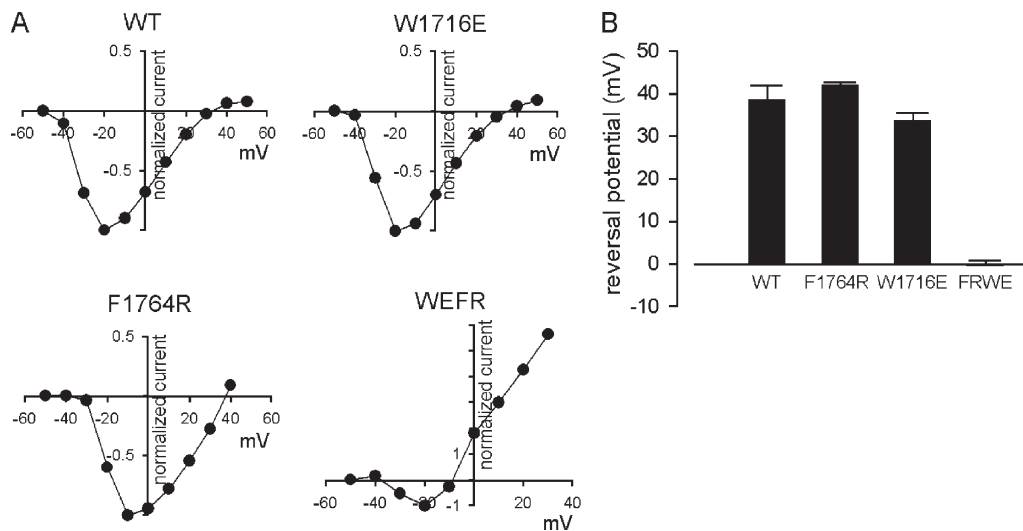 A
WT
0.5
-60 -40 20 40 60
mV
-0.5
normalized current
W1716E
0.5
-60 -40 20 40 60
mV
-0.5
normalized current
F1764R
0.5
-60 -40 -20 20 40 60
mV
-0.5
normalized current
WEFR
1
-60 -40 -20 20 40
-1
mV
normalized current
B
reversal potential (mV)
50
40
30
20
10
0
-10
WT F1764R W1716E FRWE